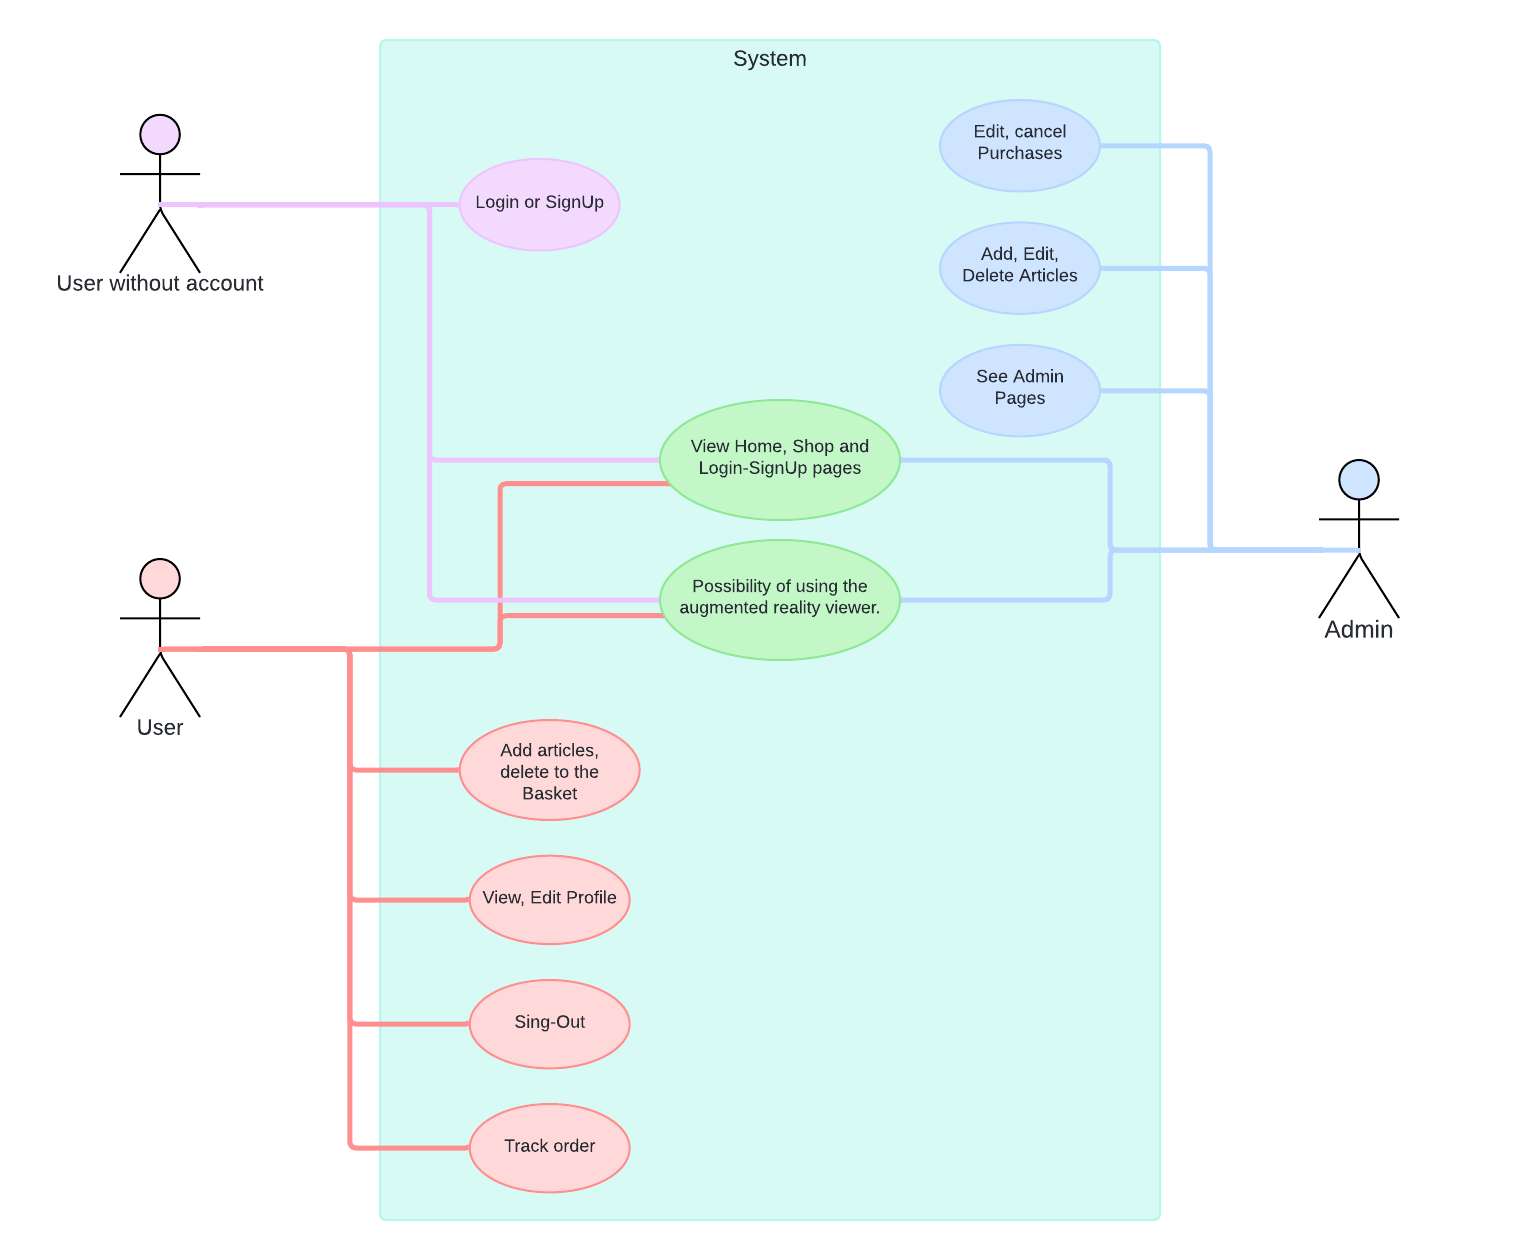 System
Edit, cancel
Purchases
Login or SignUp
Add, Edit,
Delete Articles
User without account
See Admin
Pages
View Home, Shop and
Login-SignUp pages
Possibility of using the
augmented reality viewer.
Admin
User
Add articles,
delete to the
Basket
View, Edit Profile
Sing-Out
Track order